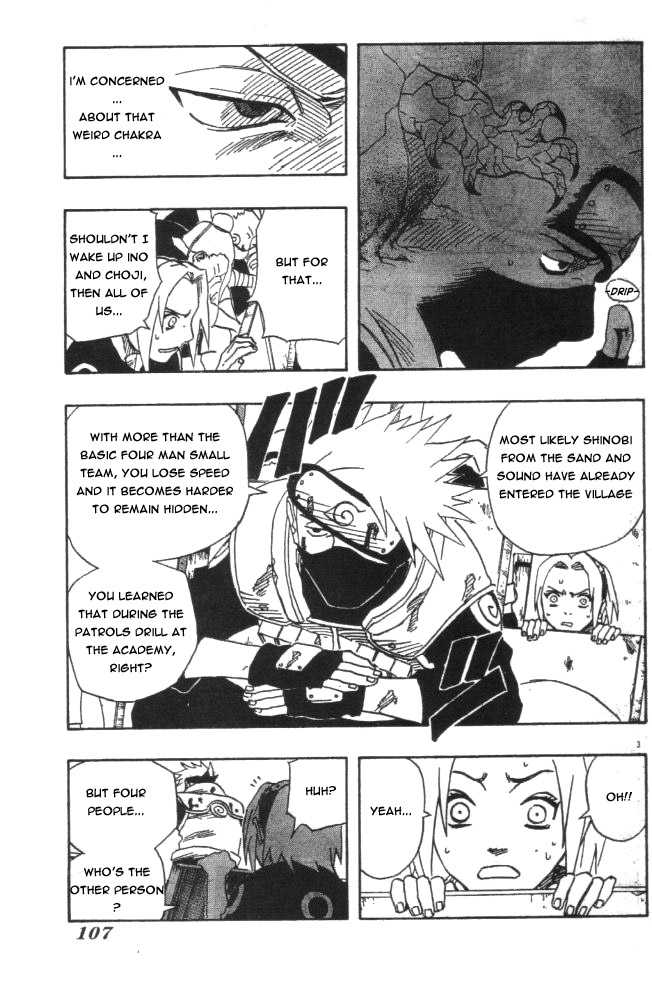 -DRIP-
I'M CONCERNED
...
ABOUT THAT
WEIRD CHAKRA
...
BUT FOR
THAT...
SHOULDN'T I
WAKE UP INO
AND CHOJI,
THEN ALL OF
US...
MOST LIKELY SHINOBI
FROM THE SAND AND
SOUND HAVE ALREADY
ENTERED THE VILLAGE
WITH MORE THAN THE
BASIC FOUR MAN SMALL
TEAM, YOU LOSE SPEED
AND IT BECOMES HARDER
TO REMAIN HIDDEN...
YOU LEARNED
THAT DURING THE
PATROLS DRILL AT
THE ACADEMY,
RIGHT?
3
OH!!
YEAH...
HUH?
BUT FOUR
PEOPLE...
WHO'S THE
OTHER PERSON
?
107